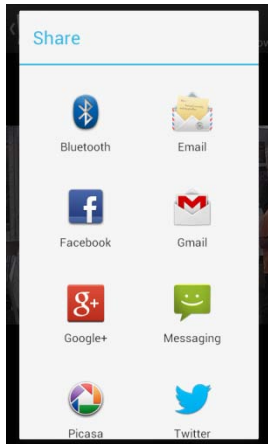 Share
Bluetooth
Email
Facebook
Gmail
Google+
Messaging
Picasa
Twitter